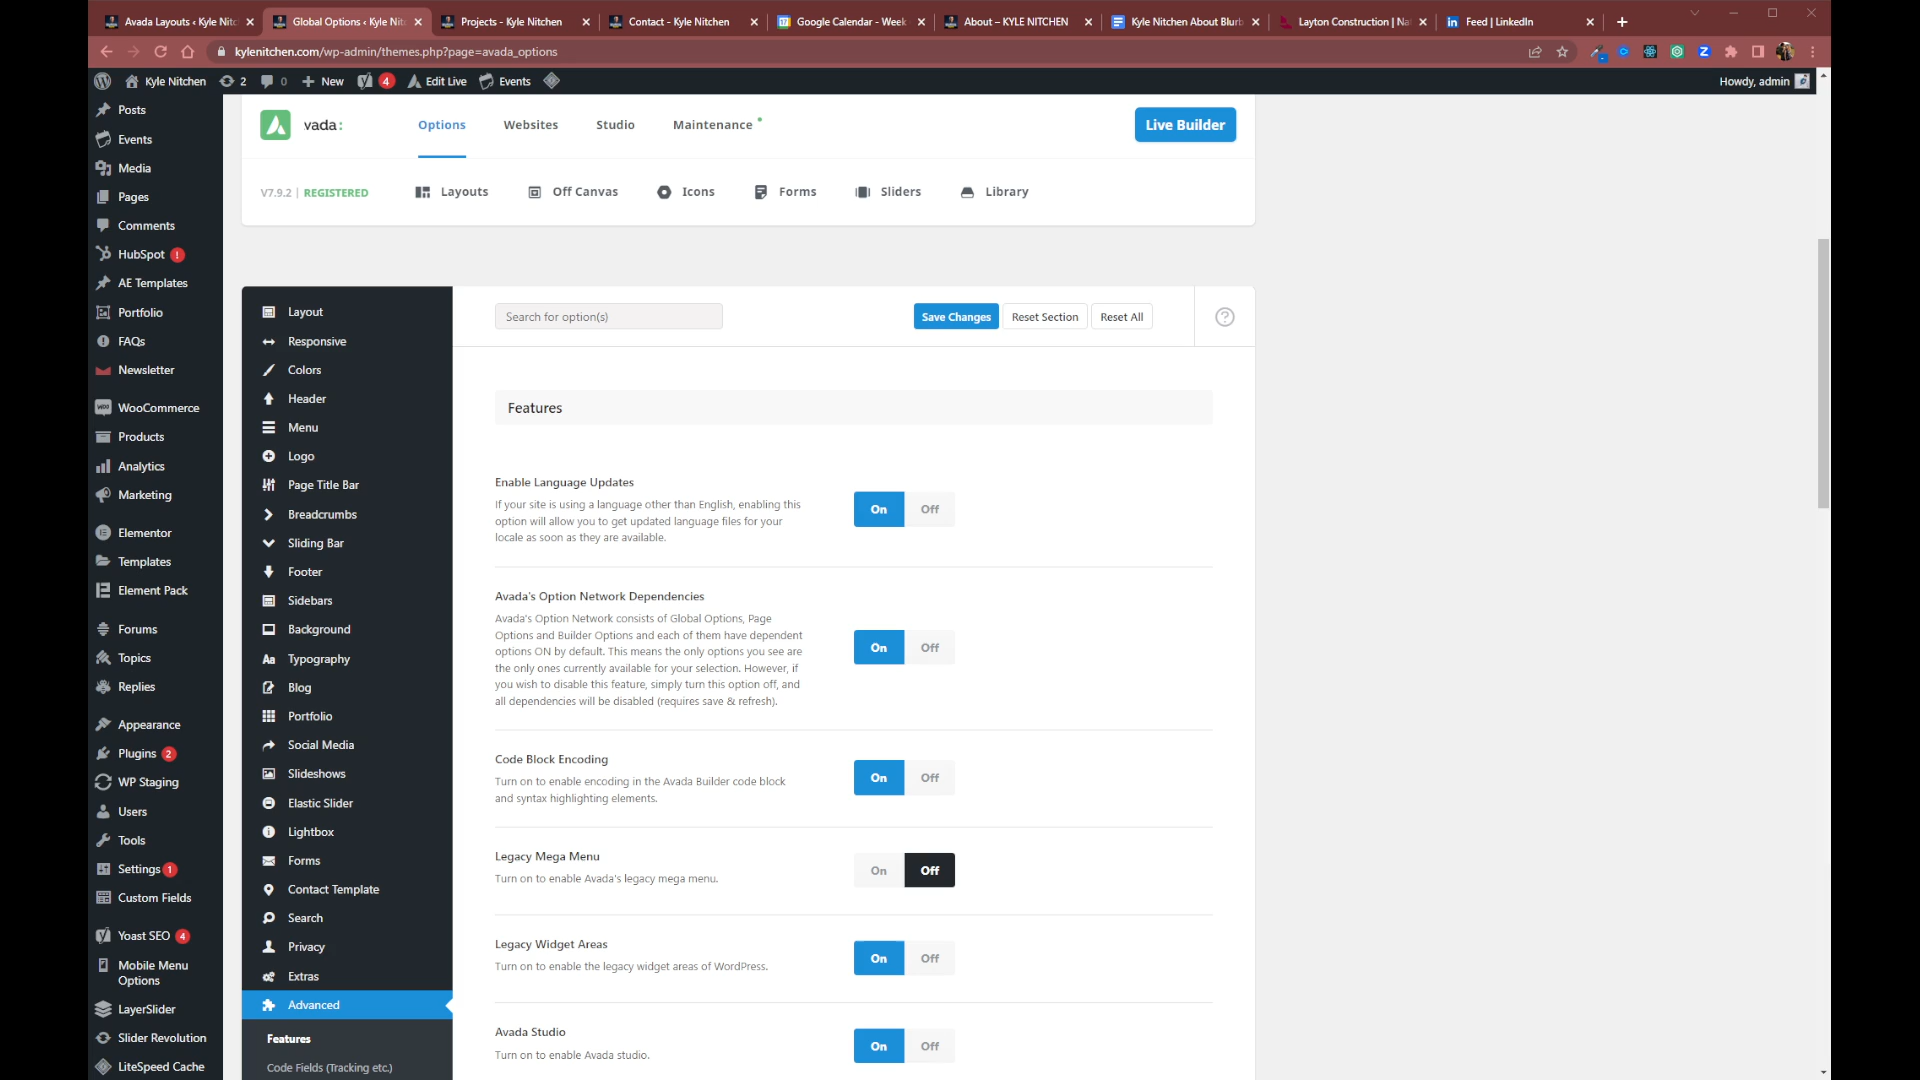 Avada Layouts ‹ Kyle Nitc
Global Options ‹ Kyle Nit
Projects - Kyle Nitchen
Contact - Kyle Nitchen
Google Calendar - Week
About – KYLE NITCHEN
Kyle Nitchen About Blurb
Layton Construction | Na
Feed | LinkedIn
kylenitchen.com/wp-admin/themes.php?page=avada_options
Kyle Nitchen
2
0
New
4
Edit Live
Events
Howdy, admin
Posts
Events
Media
Pages
Comments
HubSpot !
AE Templates
Portfolio
FAQs
Newsletter
WooCommerce
Products
Analytics
Marketing
Elementor
Templates
Element Pack
Forums
Topics
Replies
Appearance
Plugins 2
WP Staging
Users
Tools
Settings 1
Custom Fields
Yoast SEO 4
Mobile Menu
Options
LayerSlider
Slider Revolution
LiteSpeed Cache
vada:
Options
Websites
Studio
Maintenance
Live Builder
V7.9.2 | REGISTERED
Layouts
Off Canvas
Icons
Forms
Sliders
Library
Layout
Responsive
Colors
Header
Menu
Logo
Page Title Bar
Breadcrumbs
Sliding Bar
Footer
Sidebars
Background
Aa Typography
Blog
Portfolio
Social Media
Slideshows
Elastic Slider
Lightbox
Forms
Contact Template
Search
Privacy
Extras
Advanced
Features
Code Fields (Tracking etc.)
Search for option(s)
Save Changes
Reset Section
Reset All
?
Features
Enable Language Updates
If your site is using a language other than English, enabling this
option will allow you to get updated language files for your
locale as soon as they are available.
On Off
Avada's Option Network Dependencies
Avada's Option Network consists of Global Options, Page
Options and Builder Options and each of them have dependent
options ON by default. This means the only options you see are
the only ones currently available for your selection. However, if
you wish to disable this feature, simply turn this option off, and
all dependencies will be disabled (requires save & refresh).
On Off
Code Block Encoding
Turn on to enable encoding in the Avada Builder code block
and syntax highlighting elements.
On Off
Legacy Mega Menu
Turn on to enable Avada's legacy mega menu.
On Off
Legacy Widget Areas
Turn on to enable the legacy widget areas of WordPress.
On Off
Avada Studio
Turn on to enable Avada studio.
On Off